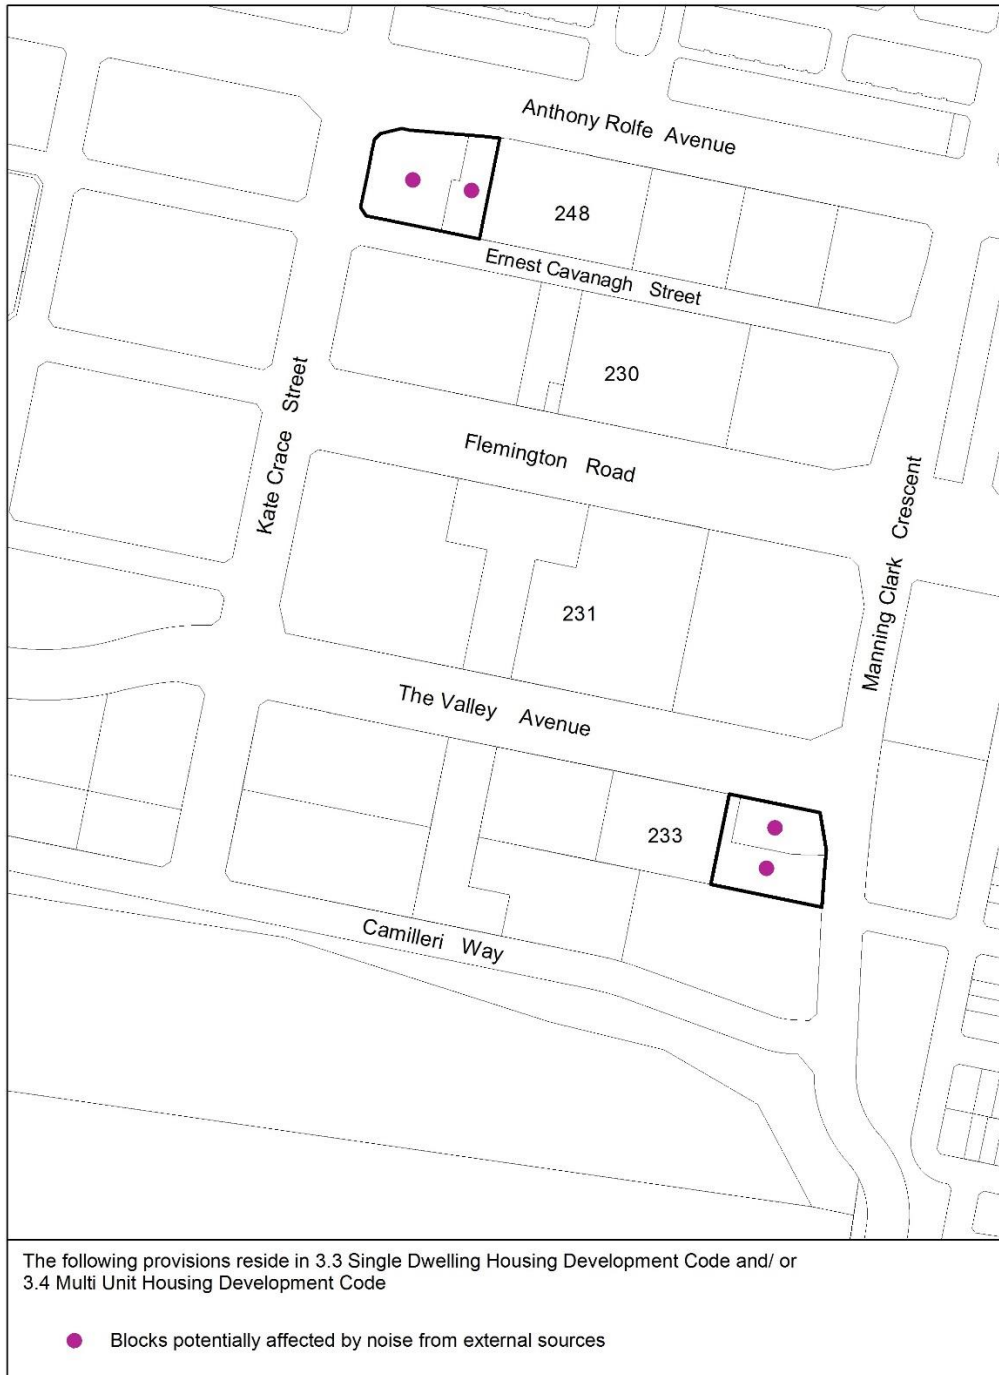 Anthony Rolfe Avenue
248
Ernest Cavanagh Street
230
Kate Crace Street
Flemington Road
Manning Clark Crescent
231
The Valley Avenue
233
Camilleri Way
The following provisions reside in 3.3 Single Dwelling Housing Development Code and/ or
3.4 Multi Unit Housing Development Code
Blocks potentially affected by noise from external sources